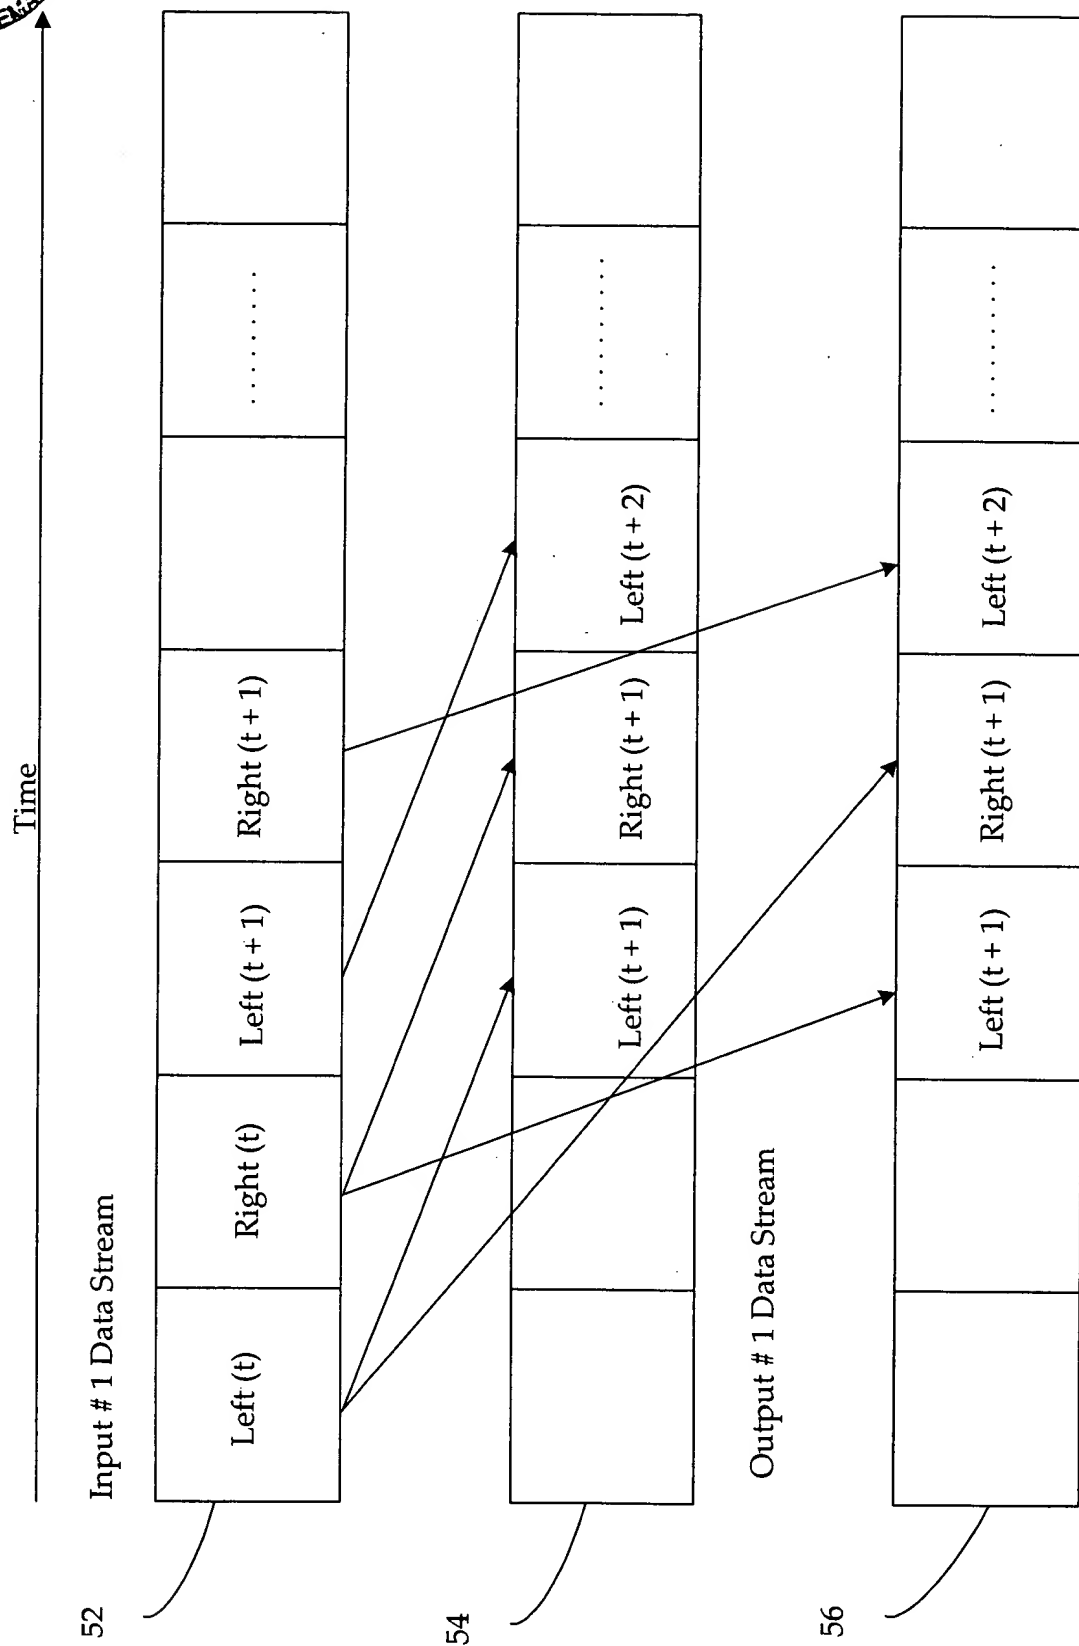 Time
Input # 1 Data Stream
52
Left (t)
Right (t)
Left (t + 1)
Right (t + 1)
. . . . . . . .
54
Left (t + 1)
Right (t + 1)
Left (t + 2)
. . . . . . . . . .
Output # 1 Data Stream
56
Left (t + 1)
Right (t + 1)
Left (t + 2)
. . . . . . . . . .